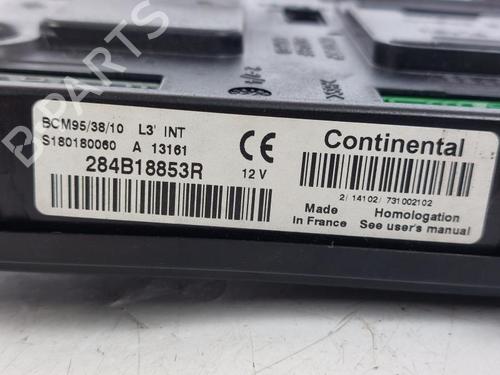 B-PARTS
BCM95/38/10 L3' INT
S180180060 A 13161
284B18853R 12 V
CE
Continental
2/ 14102/ 731002102
Made in France
Homologation
See user's manual